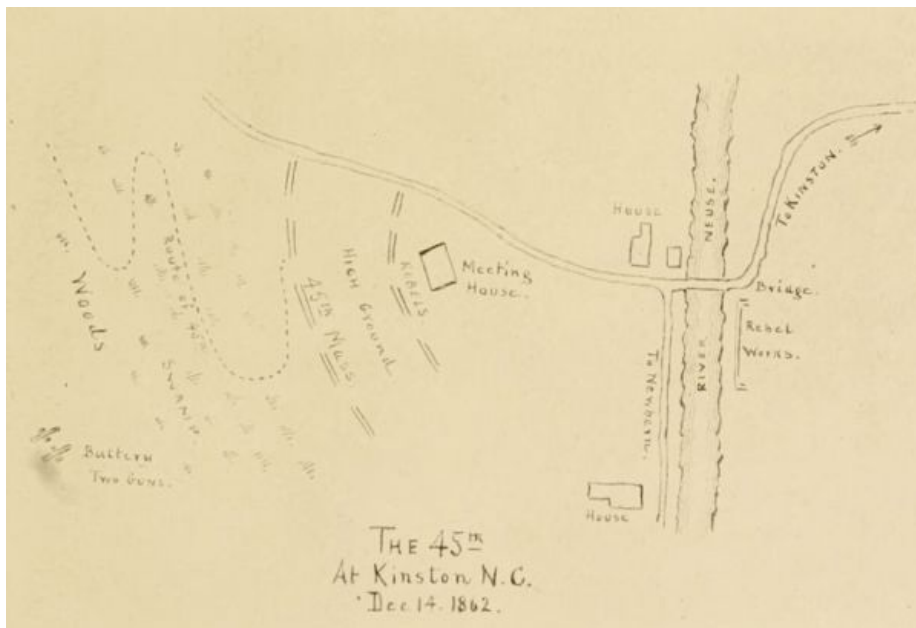 NEUSE.
To KINSTON.
House
Meeting
House.
Bridge.
Rebel
Works.
RIVER
To Newbern.
House
HIGH Ground
REBELS.
45th Mass.
Route of 45th
Swamp
Woods
Battery
Two Guns.
THE 45th
At Kinston N.C.
Dec 14. 1862.